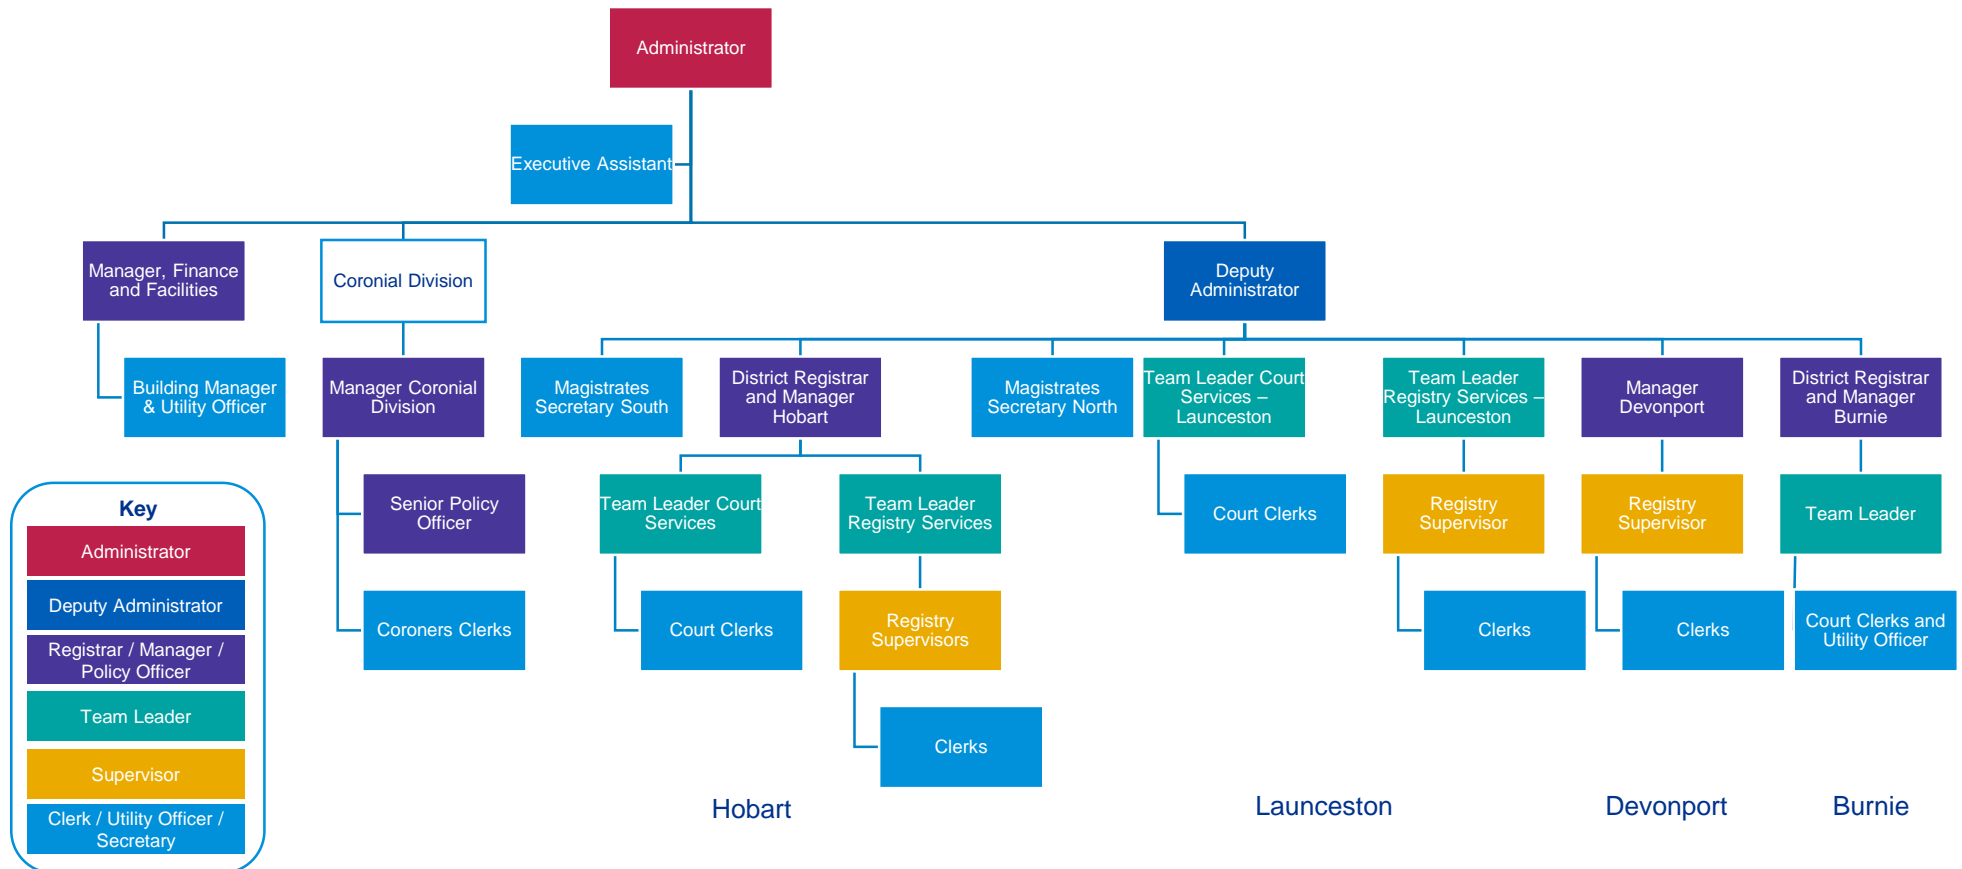 Administrator
Executive Assistant
Manager, Finance
and Facilities
Coronial Division
Deputy
Administrator
Building Manager
& Utility Officer
Manager Coronial
Division
Magistrates
Secretary South
District Registrar
and Manager
Hobart
Magistrates
Secretary North
Team Leader Court
Services –
Launceston
Team Leader
Registry Services –
Launceston
Manager
Devonport
District Registrar
and Manager
Burnie
Senior Policy
Officer
Team Leader Court
Services
Team Leader
Registry Services
Court Clerks
Registry
Supervisor
Registry
Supervisor
Team Leader
Coroners Clerks
Court Clerks
Registry
Supervisors
Clerks
Clerks
Court Clerks and
Utility Officer
Clerks
Hobart
Launceston
Devonport
Burnie
Key
Administrator
Deputy Administrator
Registrar / Manager /
Policy Officer
Team Leader
Supervisor
Clerk / Utility Officer /
Secretary